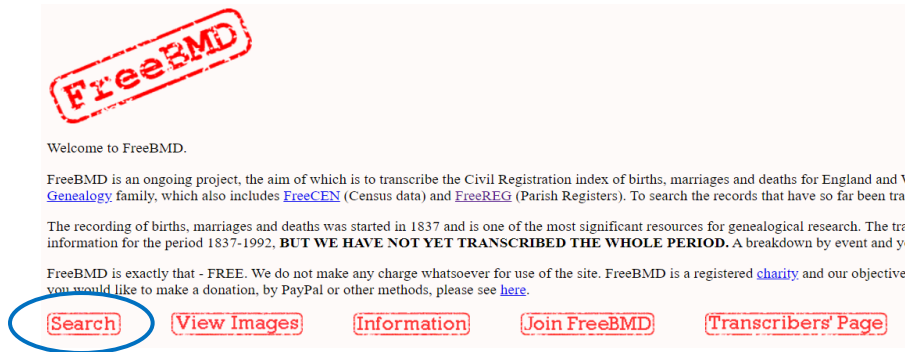 FreeBMD
Welcome to FreeBMD.
FreeBMD is an ongoing project, the aim of which is to transcribe the Civil Registration index of births, marriages and deaths for England and
Genealogy family, which also includes FreeCEN (Census data) and FreeREG (Parish Registers). To search the records that have so far been tra
The recording of births, marriages and deaths was started in 1837 and is one of the most significant resources for genealogical research. The tra
information for the period 1837-1992, BUT WE HAVE NOT YET TRANSCRIBED THE WHOLE PERIOD. A breakdown by event and y
FreeBMD is exactly that - FREE. We do not make any charge whatsoever for use of the site. FreeBMD is a registered charity and our objective
you would like to make a donation, by PayPal or other methods, please see here.
Search View Images Information Join FreeBMD Transcribers' Page